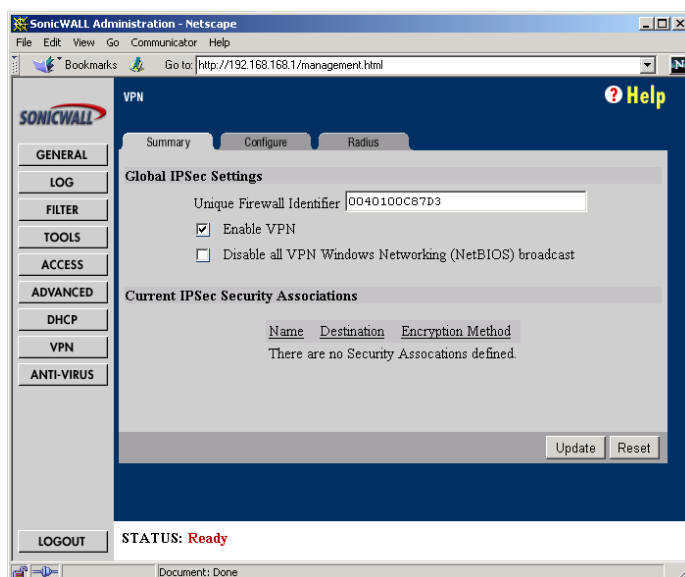 SonicWALL Administration - Netscape
File Edit View Go Communicator Help
Bookmarks Go to: http://192.168.168.1/management.html N
SONICWALL
VPN
? Help
Summary Configure Radius
GENERAL
LOG
FILTER
TOOLS
ACCESS
ADVANCED
DHCP
VPN
ANTI-VIRUS
Global IPSec Settings
Unique Firewall Identifier 0040100C87D3
Enable VPN
Disable all VPN Windows Networking (NetBIOS) broadcast
Current IPSec Security Associations
Name Destination Encryption Method
There are no Security Assocations defined.
Update Reset
LOGOUT
STATUS: Ready
Document: Done